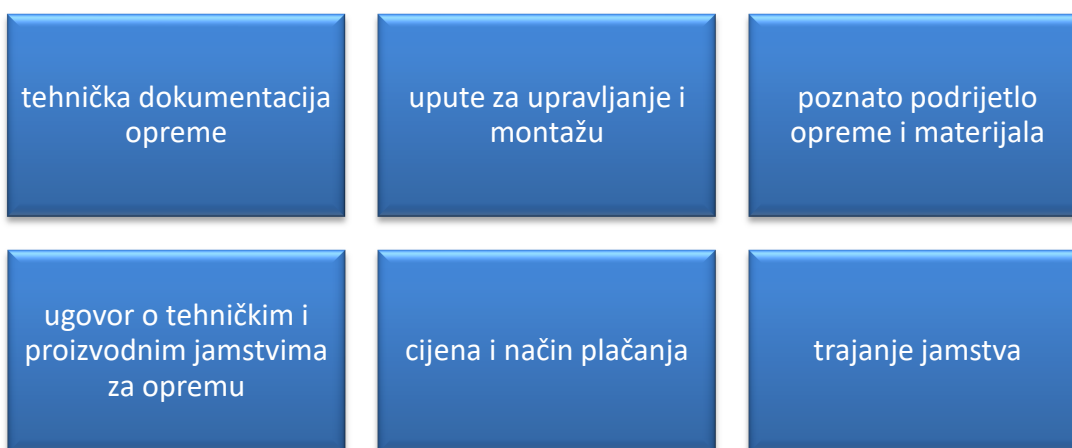 tehnička dokumentacija
opreme
upute za upravljanje i
montažu
poznato podrijetlo
opreme i materijala
ugovor o tehničkim i
proizvodnim jamstvima
za opremu
cijena i način plačanja
trajanje jamstva